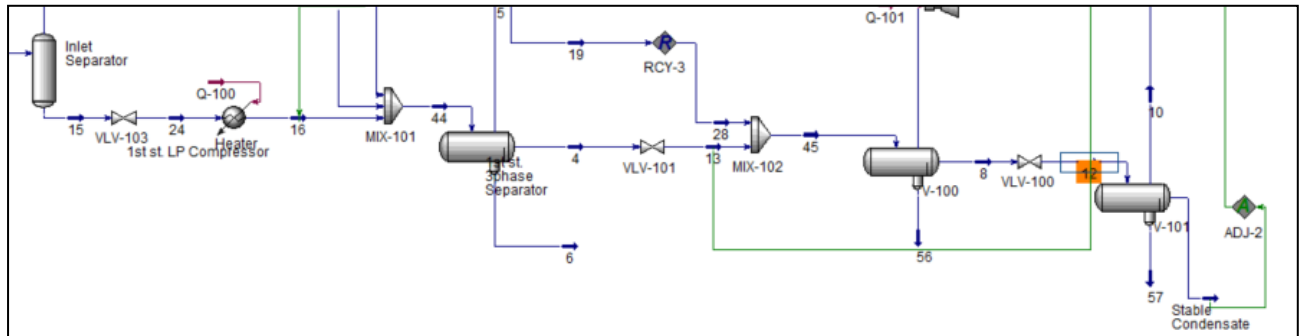 5
Q-101
Inlet
Separator
19
RCY-3
Q-100
10
15
VLV-103
24
Heater
16
MIX-101
44
28
MIX-102
45
1st st. LP Compressor
1st st.
3phase
Separator
4
VLV-101
13
V-100
8
VLV-100
12
V-101
A
ADJ-2
6
56
57
Stable
Condensate
R